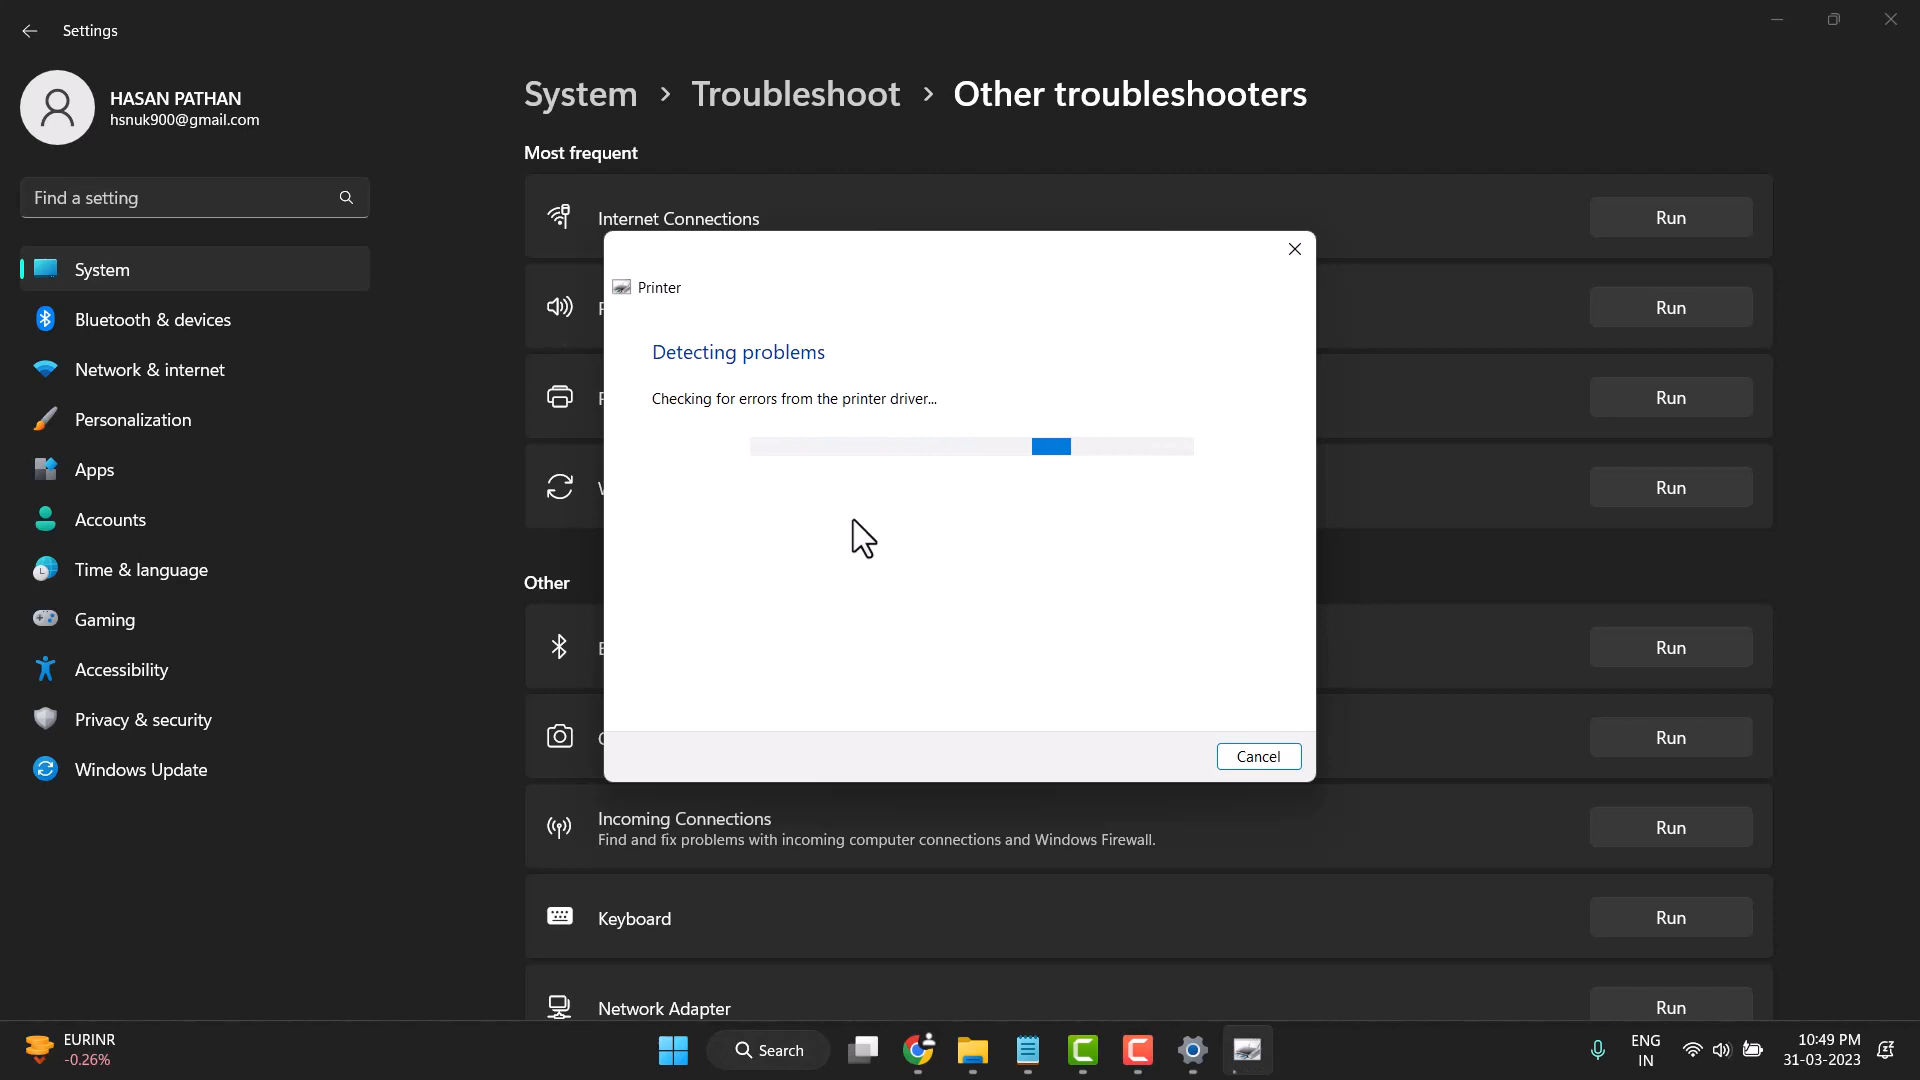 Settings
HASAN PATHAN
hsnuk900@gmail.com
Find a setting
System
Bluetooth & devices
Network & internet
Personalization
Apps
Accounts
Time & language
Gaming
Accessibility
Privacy & security
Windows Update
System > Troubleshoot > Other troubleshooters
Most frequent
Internet Connections
Run
Run
Run
Run
Printer
Detecting problems
Checking for errors from the printer driver...
Cancel
Other
Run
Run
Incoming Connections
Find and fix problems with incoming computer connections and Windows Firewall.
Run
Keyboard
Run
Network Adapter
Run
EURINR
-0.26%
Search
ENG
IN
10:49 PM
31-03-2023